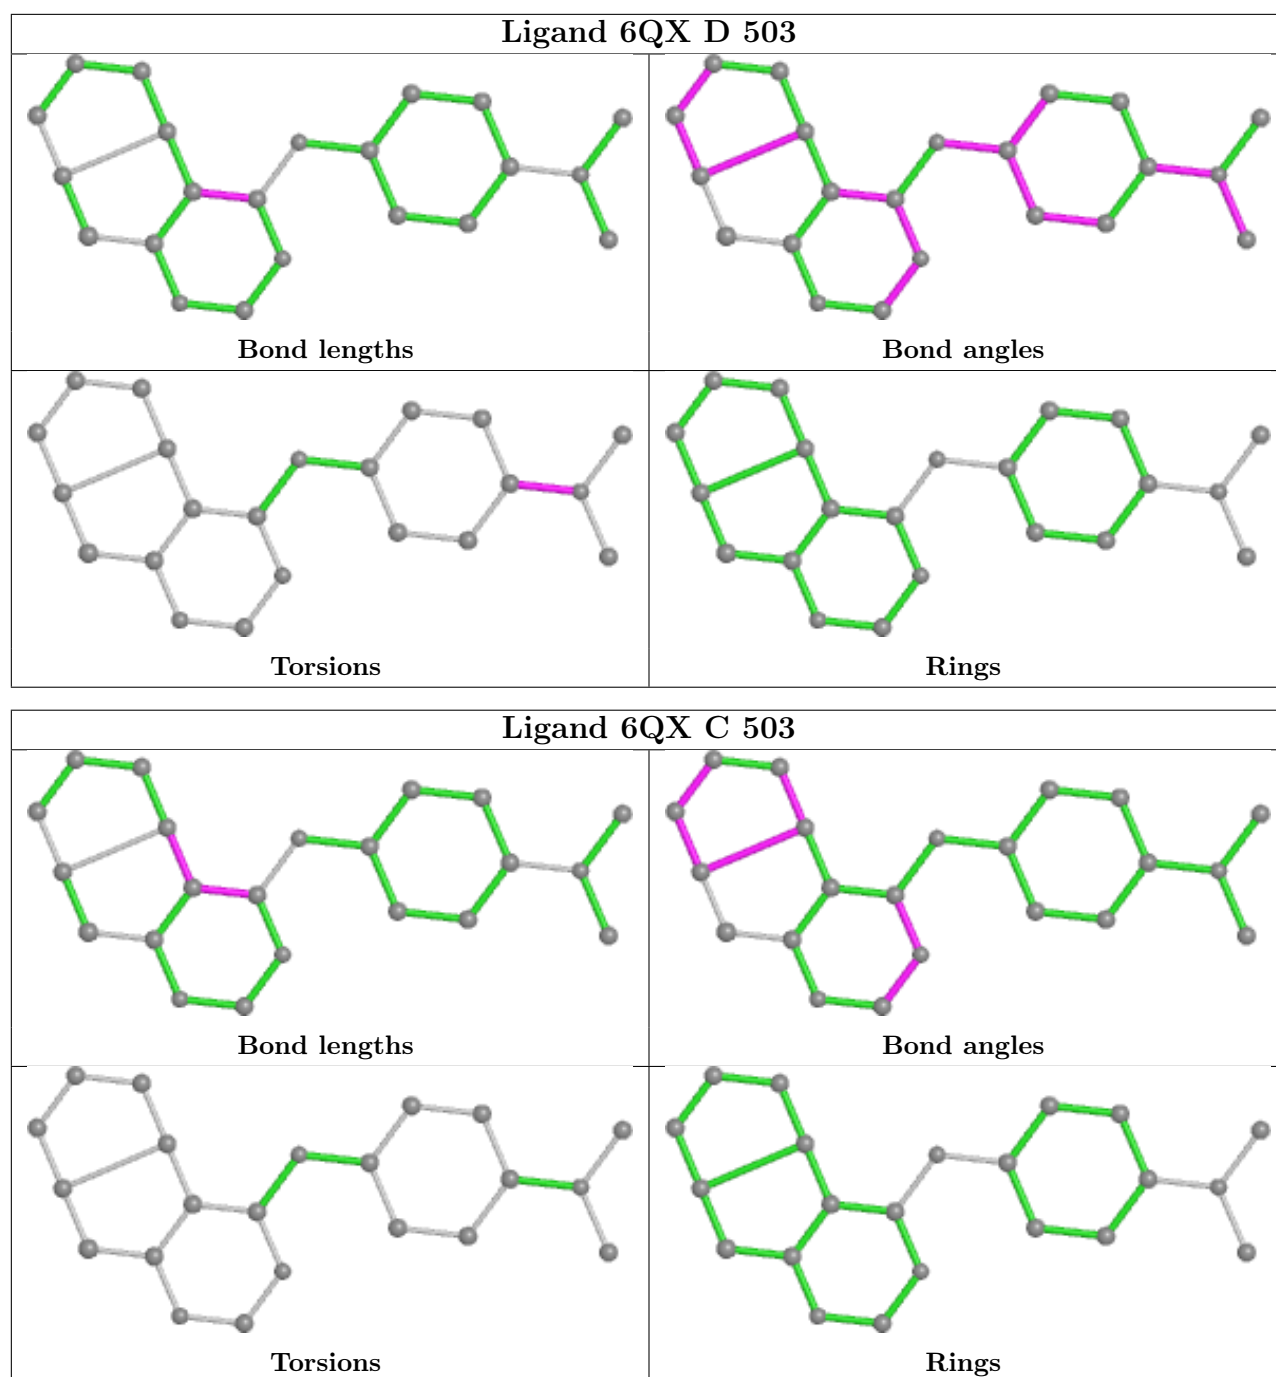 Ligand 6QX D 503
Bond lengths
Bond angles
Torsions
Rings
Ligand 6QX C 503
Bond lengths
Bond angles
Torsions
Rings